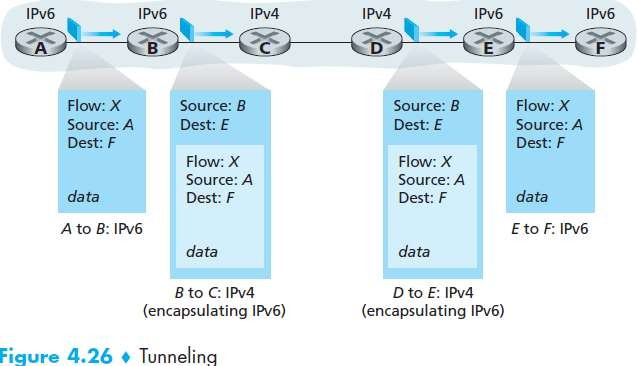 IPv6 IPv6 IPv4 IPv4 IPv6 IPv6
A B C D E F
Flow: X
Source: A
Dest: F
data
A to B: IPv6
Source: B
Dest: E
Flow: X
Source: A
Dest: F
data
B to C: IPv4
(encapsulating IPv6)
Source: B
Dest: E
Flow: X
Source: A
Dest: F
data
D to E: IPv4
(encapsulating IPv6)
Flow: X
Source: A
Dest: F
data
E to F: IPv6
Figure 4.26 ♦ Tunneling